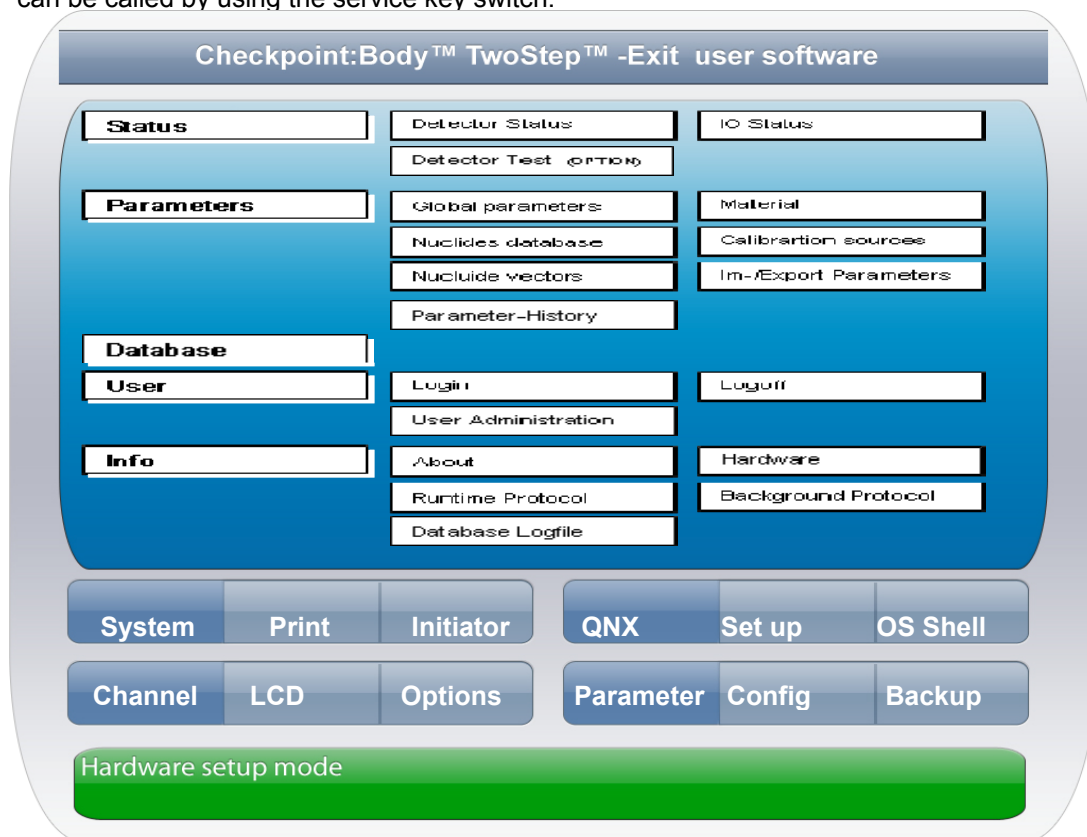 can be called by using the service key switch.
Checkpoint:Body™ TwoStep™ -Exit user software
Status Detector Status IO Status
Detector Test (OPTION)
Parameters Global parameters Material
Nuclides database Calibrartion sources
Nucluide vectors Im-/Export Parameters
Parameter-History
Database
User Login Logoff
User Administration
Info About Hardware
Runtime Protocol Background Protocol
Database Logfile
System Print Initiator QNX Set up OS Shell
Channel LCD Options Parameter Config Backup
Hardware setup mode